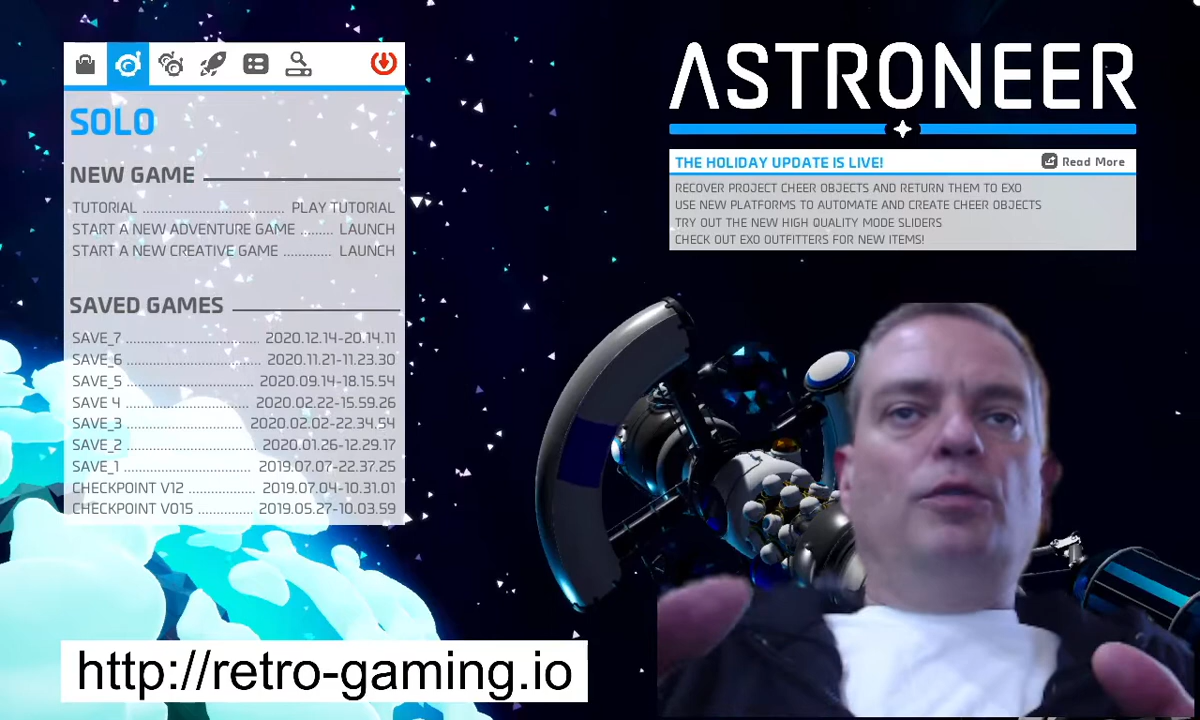 SOLO
NEW GAME
TUTORIAL ................................. PLAY TUTORIAL
START A NEW ADVENTURE GAME ........ LAUNCH
START A NEW CREATIVE GAME ............ LAUNCH
SAVED GAMES
SAVE_7 ................................. 2020.12.14-20.14.11
SAVE_6 ................................. 2020.11.21-11.23.30
SAVE_5 ................................ 2020.09.14-18.15.54
SAVE 4 .............................. 2020.02.22-15.59.26
SAVE_3 ............................... 2020.02.02-22.34.54
SAVE_2 ................................ 2020.01.26-12.29.17
SAVE_1 ............................... 2019.07.07-22.37.25
CHECKPOINT V12 ................. 2019.07.04-10.31.01
CHECKPOINT V015 .............. 2019.05.27-10.03.59
ASTRONEER
THE HOLIDAY UPDATE IS LIVE! Read More
RECOVER PROJECT CHEER OBJECTS AND RETURN THEM TO EXO
USE NEW PLATFORMS TO AUTOMATE AND CREATE CHEER OBJECTS
TRY OUT THE NEW HIGH QUALITY MODE SLIDERS
CHECK OUT EXO OUTFITTERS FOR NEW ITEMS!
http://retro-gaming.io